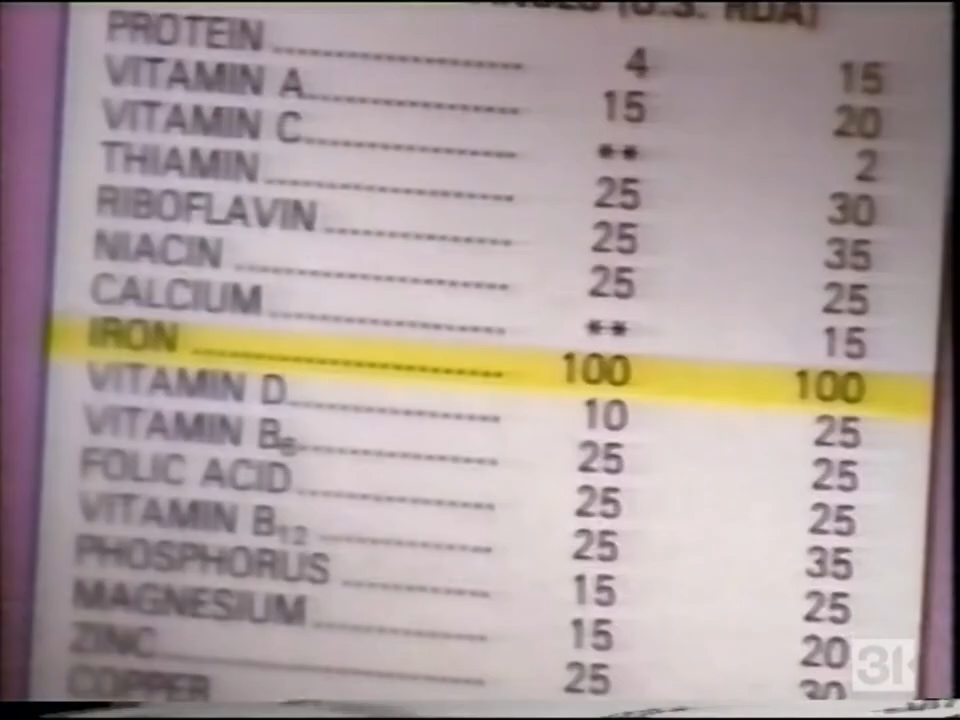 (U.S. RDA)
PROTEIN 4 15
VITAMIN A 15 20
VITAMIN C ** 2
THIAMIN 25 30
RIBOFLAVIN 25 35
NIACIN 25 25
CALCIUM ** 15
IRON 100 100
VITAMIN D 10 25
VITAMIN B6 25 25
FOLIC ACID 25 25
VITAMIN B12 25 35
PHOSPHORUS 15 25
MAGNESIUM 15 20
ZINC 25 30
COPPER
31